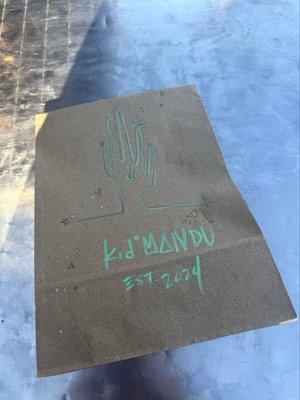 Kid MANDU
EST. 2024